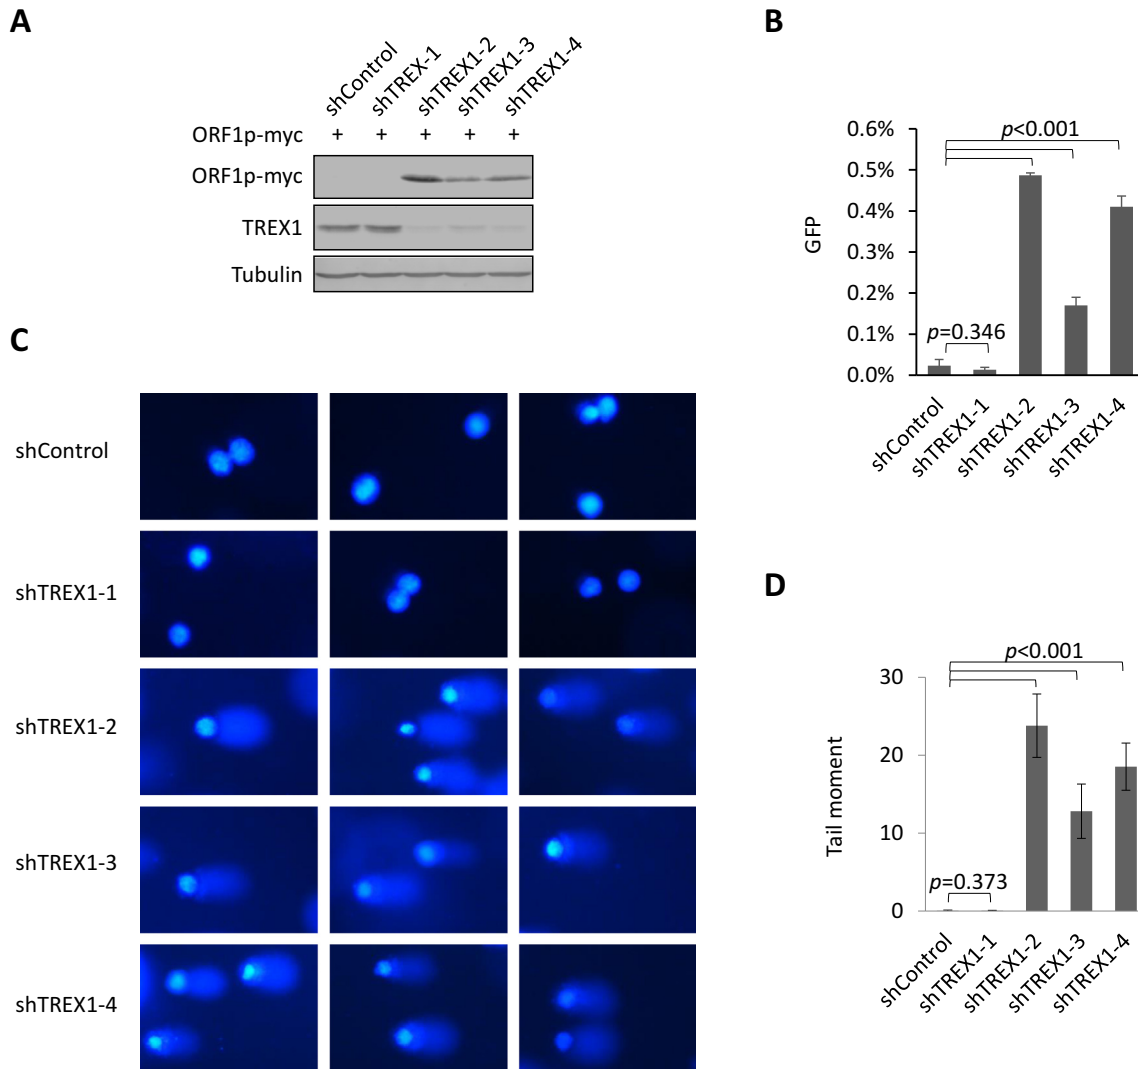 A
shControl
shTREX-1
shTREX1-2
shTREX1-3
shTREX1-4
ORF1p-myc + + + + +
ORF1p-myc
TREX1
Tubulin
B
0.6%
0.5%
0.4%
0.3%
0.2%
0.1%
0.0%
GFP
p<0.001
p=0.346
shControl
shTREX1-1
shTREX1-2
shTREX1-3
shTREX1-4
C
shControl
shTREX1-1
shTREX1-2
shTREX1-3
shTREX1-4
D
30
20
10
0
Tail moment
p<0.001
p=0.373
shControl
shTREX1-1
shTREX1-2
shTREX1-3
shTREX1-4